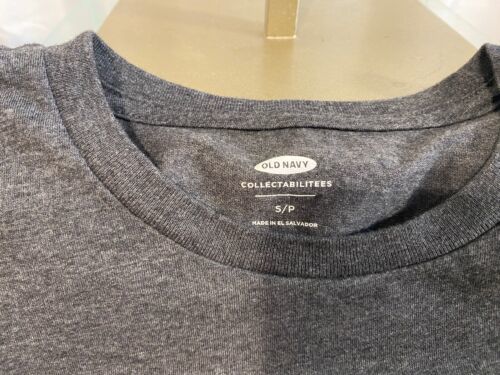 OLD NAVY
COLLECTABILITEES
S/P
MADE IN EL SALVADOR